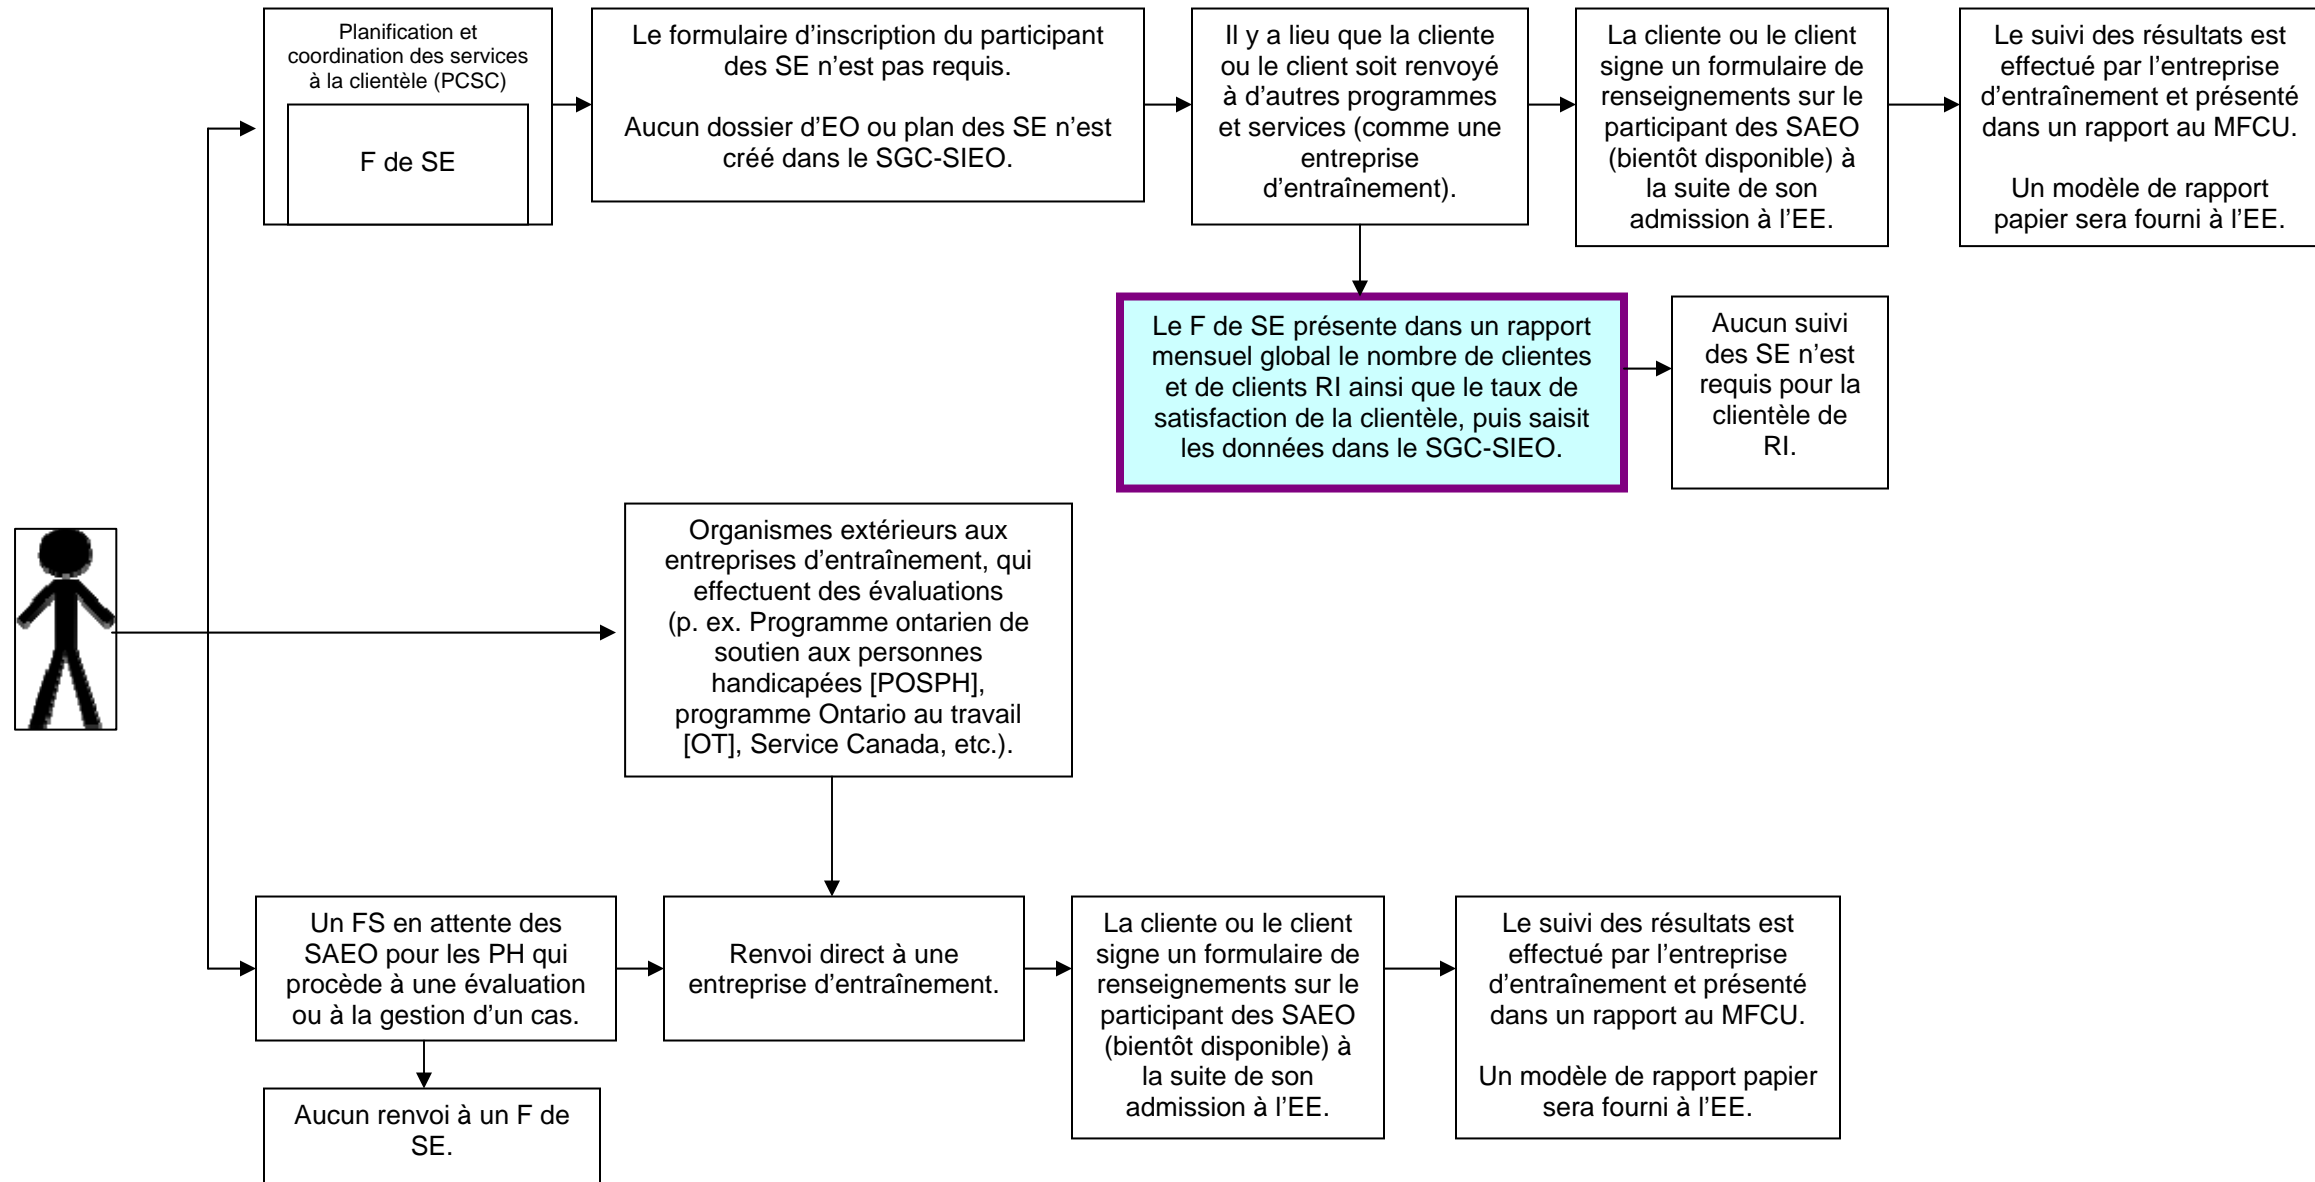 Planification et
coordination des services
à la clientèle (PCSC)
F de SE
Le formulaire d’inscription du participant
des SE n’est pas requis.
Aucun dossier d’EO ou plan des SE n’est
créé dans le SGC-SIEO.
Il y a lieu que la cliente
ou le client soit renvoyé
à d’autres programmes
et services (comme une
entreprise
d’entraînement).
La cliente ou le client
signe un formulaire de
renseignements sur le
participant des SAEO
(bientôt disponible) à
la suite de son
admission à l’EE.
Le suivi des résultats est
effectué par l’entreprise
d’entraînement et présenté
dans un rapport au MFCU.
Un modèle de rapport
papier sera fourni à l’EE.
Le F de SE présente dans un rapport
mensuel global le nombre de clientes
et de clients RI ainsi que le taux de
satisfaction de la clientèle, puis saisit
les données dans le SGC-SIEO.
Aucun suivi
des SE n’est
requis pour la
clientèle de
RI.
Organismes extérieurs aux
entreprises d’entraînement, qui
effectuent des évaluations
(p. ex. Programme ontarien de
soutien aux personnes
handicapées [POSPH],
programme Ontario au travail
[OT], Service Canada, etc.).
Un FS en attente des
SAEO pour les PH qui
procède à une évaluation
ou à la gestion d’un cas.
Renvoi direct à une
entreprise d’entraînement.
La cliente ou le client
signe un formulaire de
renseignements sur le
participant des SAEO
(bientôt disponible) à
la suite de son
admission à l’EE.
Le suivi des résultats est
effectué par l’entreprise
d’entraînement et présenté
dans un rapport au MFCU.
Un modèle de rapport papier
sera fourni à l’EE.
Aucun renvoi à un F de
SE.